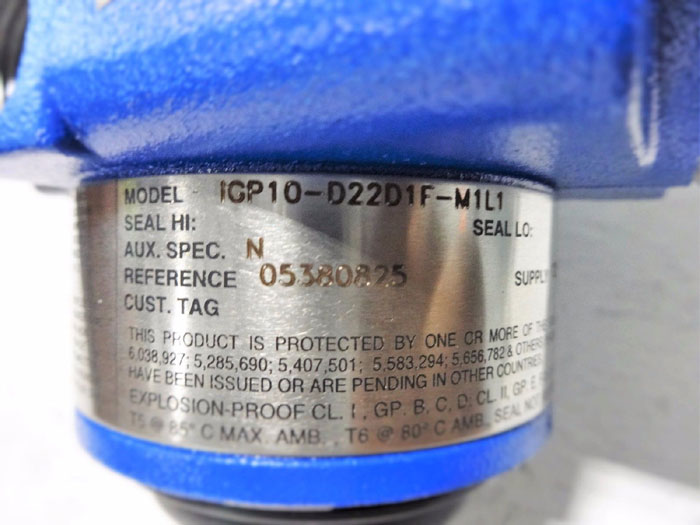 MODEL IGP10-D22D1F-M1L1
SEAL HI: SEAL LO:
AUX. SPEC. N
REFERENCE 05380825 SUPPLY
CUST. TAG
THIS PRODUCT IS PROTECTED BY ONE OR MORE OF
6,038,927; 5,285,690; 5,407,501; 5,583,294; 5,656,782 & OTHERS
HAVE BEEN ISSUED OR ARE PENDING IN OTHER COUNTRIES
EXPLOSION-PROOF CL. I, GP. B, C, D; CL. II, GP. E,
T5 @ 85° C MAX. AMB., T6 @ 80° C AMB., SEAL NOT